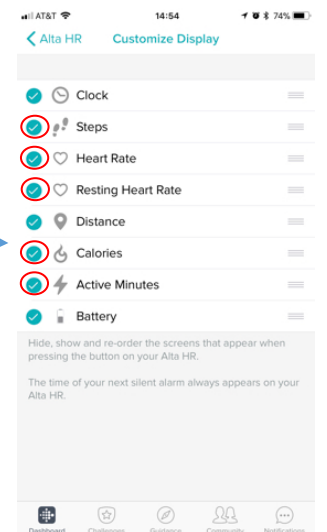 AT&T 14:54 74%
Alta HR Customize Display
Clock
Steps
Heart Rate
Resting Heart Rate
Distance
Calories
Active Minutes
Battery
Hide, show and re-order the screens that appear when
pressing the button on your Alta HR.
The time of your next silent alarm always appears on your
Alta HR.
Dashboard Challenges Guidance Community Notifications